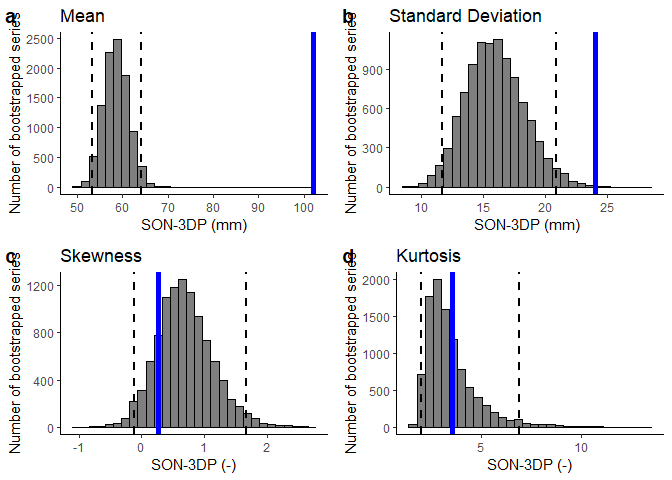 a Mean
Number of bootstrapped series
2500
2000
1500
1000
500
0
50 60 70 80 90 100
SON-3DP (mm)
b Standard Deviation
Number of bootstrapped series
900
600
300
0
10 15 20 25
SON-3DP (mm)
c Skewness
Number of bootstrapped series
1200
800
400
0
-1 0 1 2
SON-3DP (-)
d Kurtosis
Number of bootstrapped series
2000
1500
1000
500
0
5 10
SON-3DP (-)